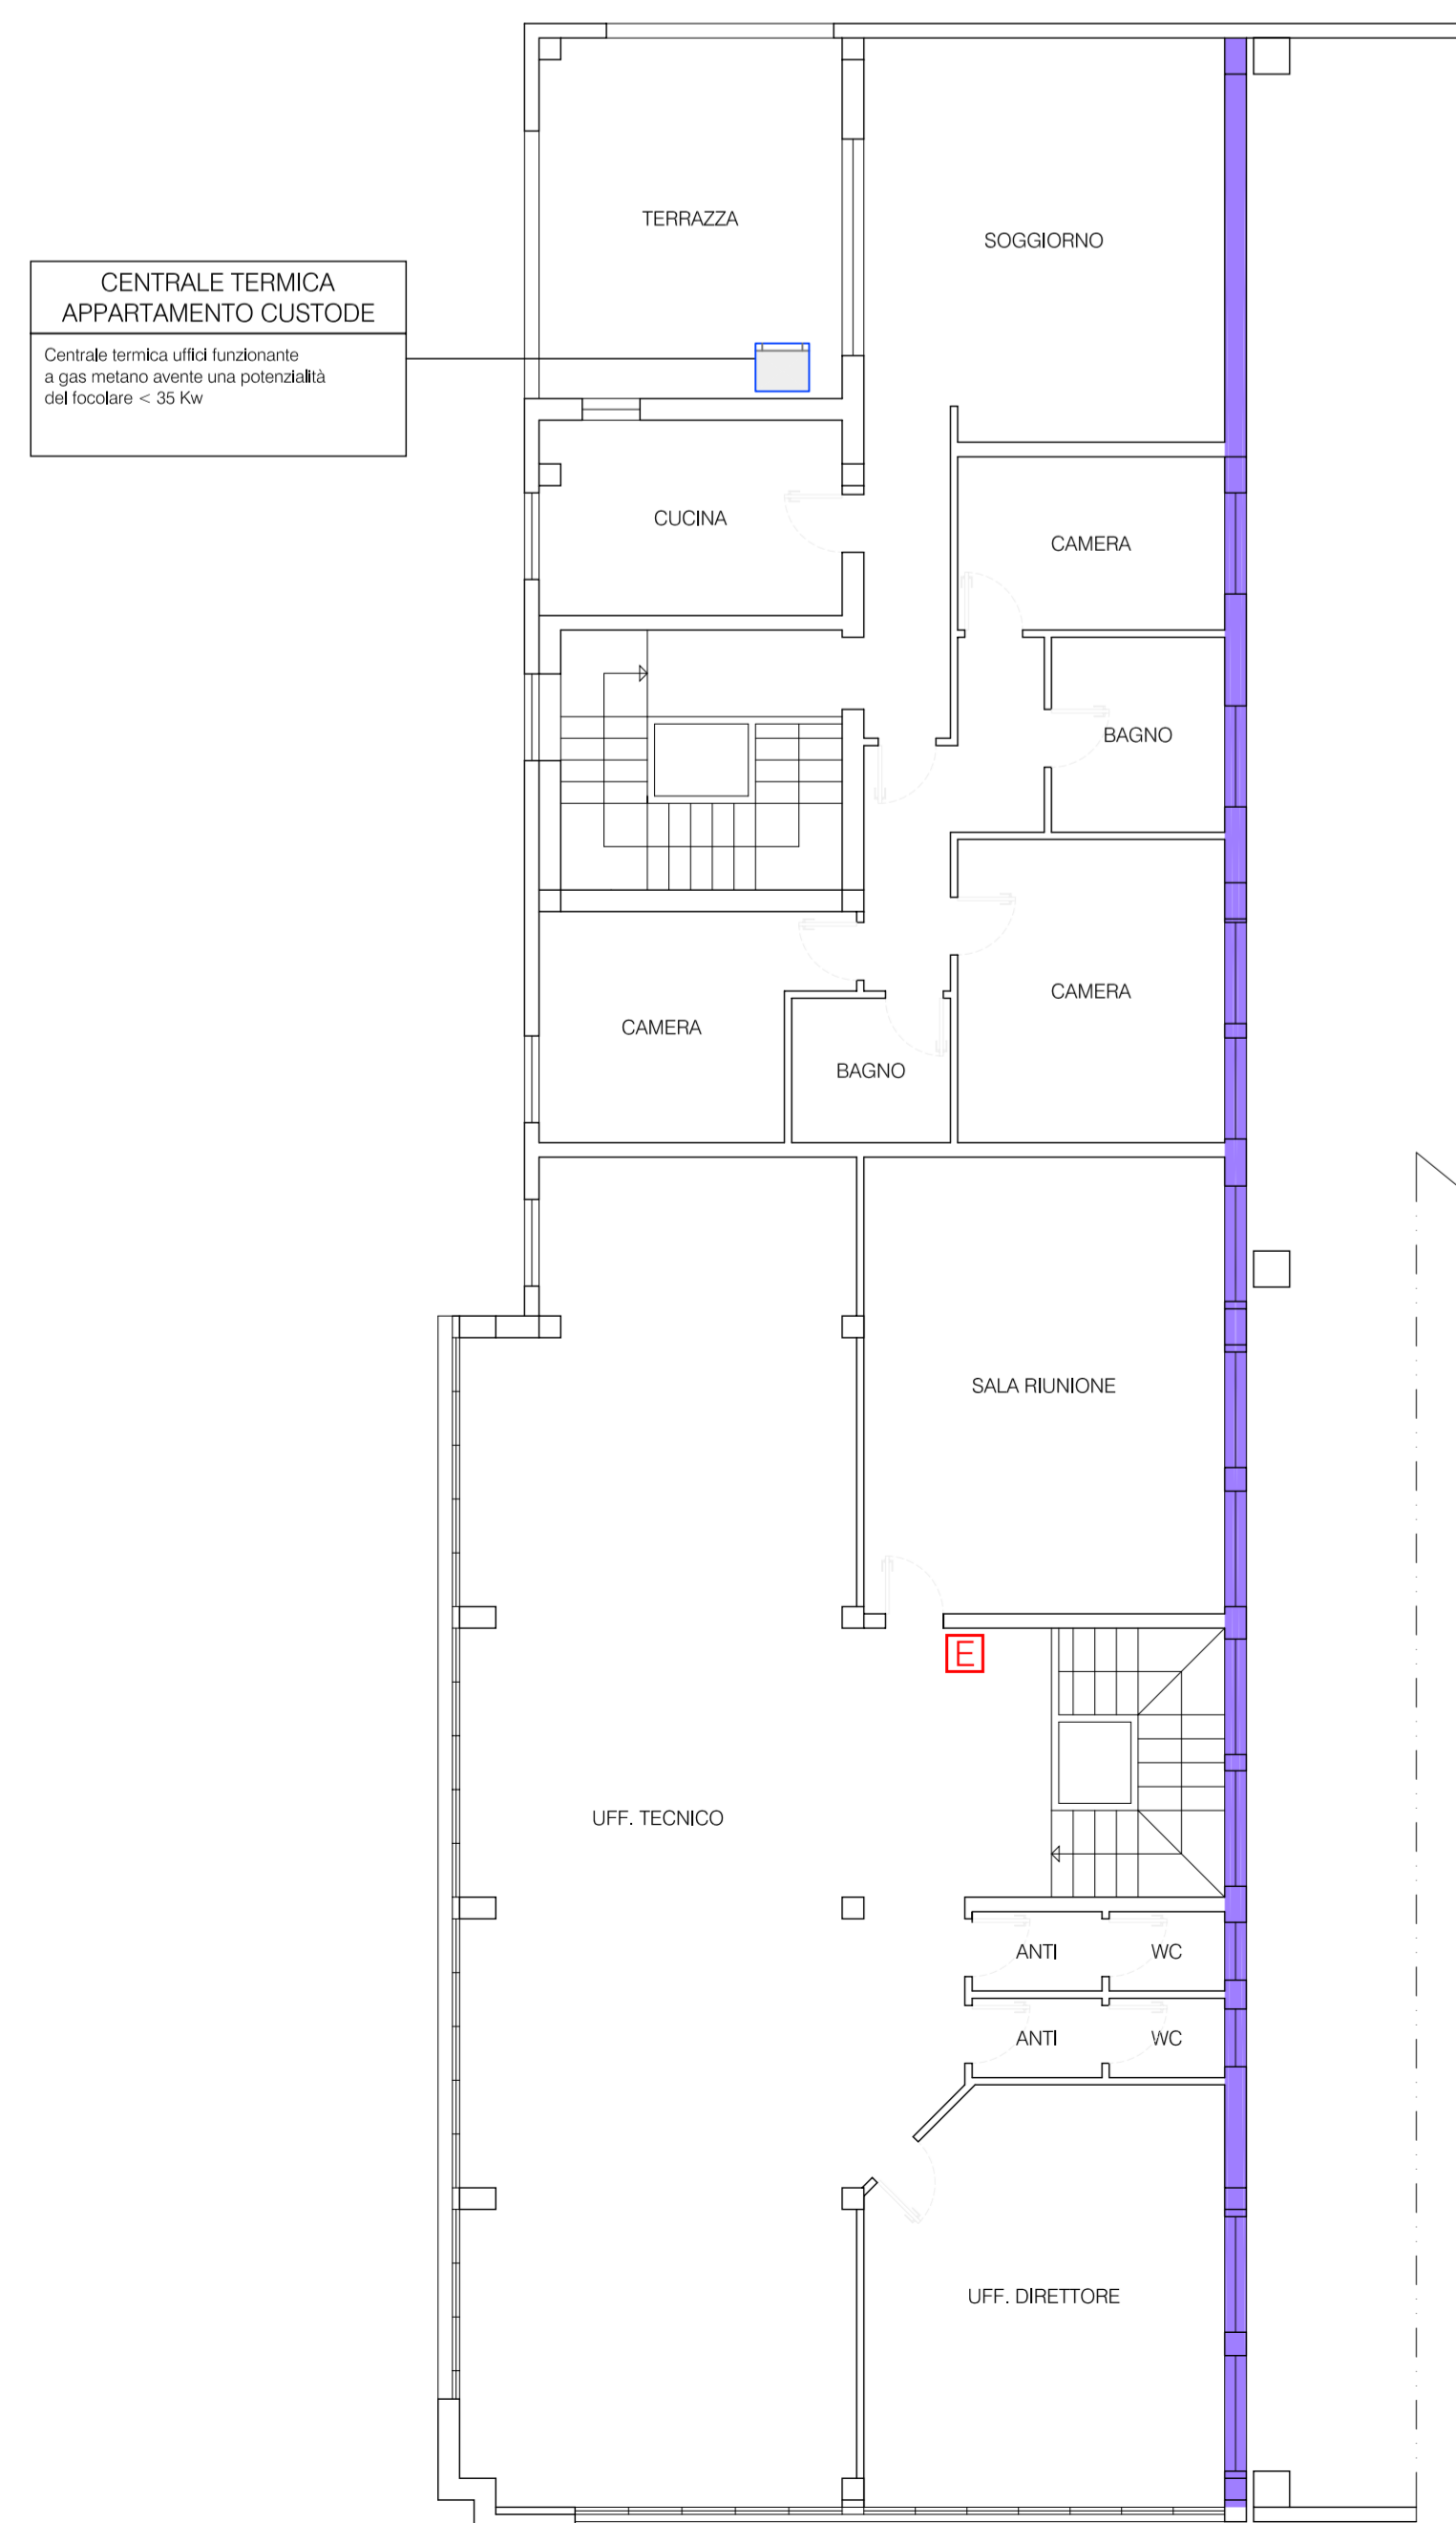 TERRAZZA
SOGGIORNO
CENTRALE TERMICA
APPARTAMENTO CUSTODE
Centrale termica uffici funzionante
a gas metano avente una potenzialità
del focolare < 35 Kw
CUCINA
CAMERA
BAGNO
CAMERA
CAMERA
BAGNO
SALA RIUNIONE
E
UFF. TECNICO
ANTI
WC
ANTI
WC
UFF. DIRETTORE